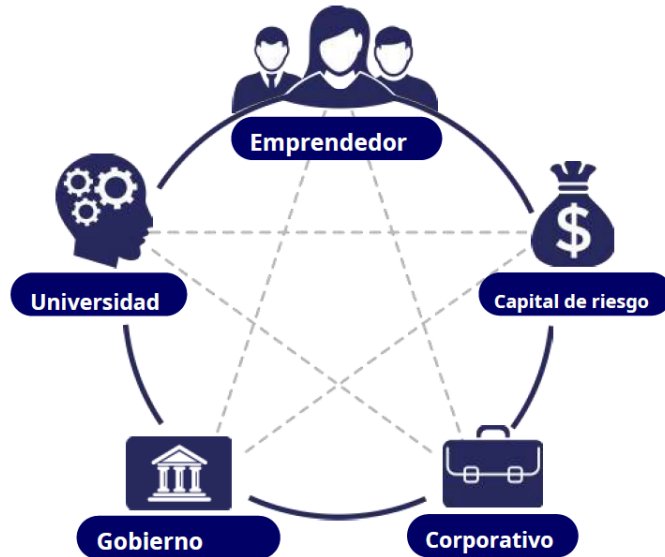 Emprendedor
Universidad
Capital de riesgo
$
Gobierno
Corporativo